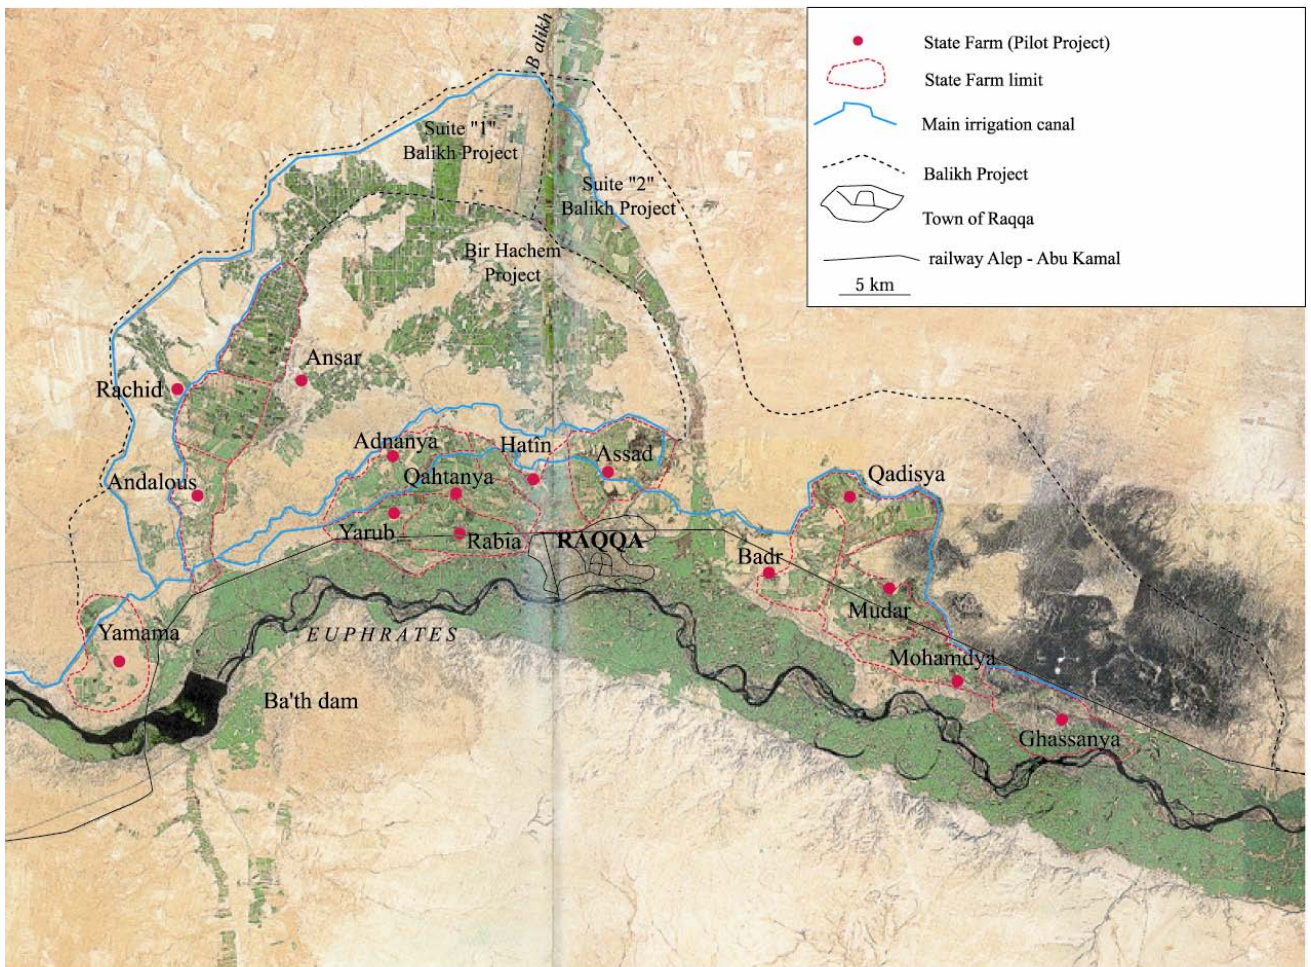 B alikh
State Farm (Pilot Project)
State Farm limit
Main irrigation canal
Balikh Project
Town of Raqqa
railway Alep - Abu Kamal
5 km
Suite "1"
Balikh Project
Suite "2"
Balikh Project
Bir Hachem
Project
Ansar
Rachid
Adnanya
Hatîn
Assad
Qahtanya
Andalous
Qadisya
Yarub
Rabia
RAQQA
Badr
Mudar
Yamama
EUPHRATES
Mohamdya
Ba'th dam
Ghassanya